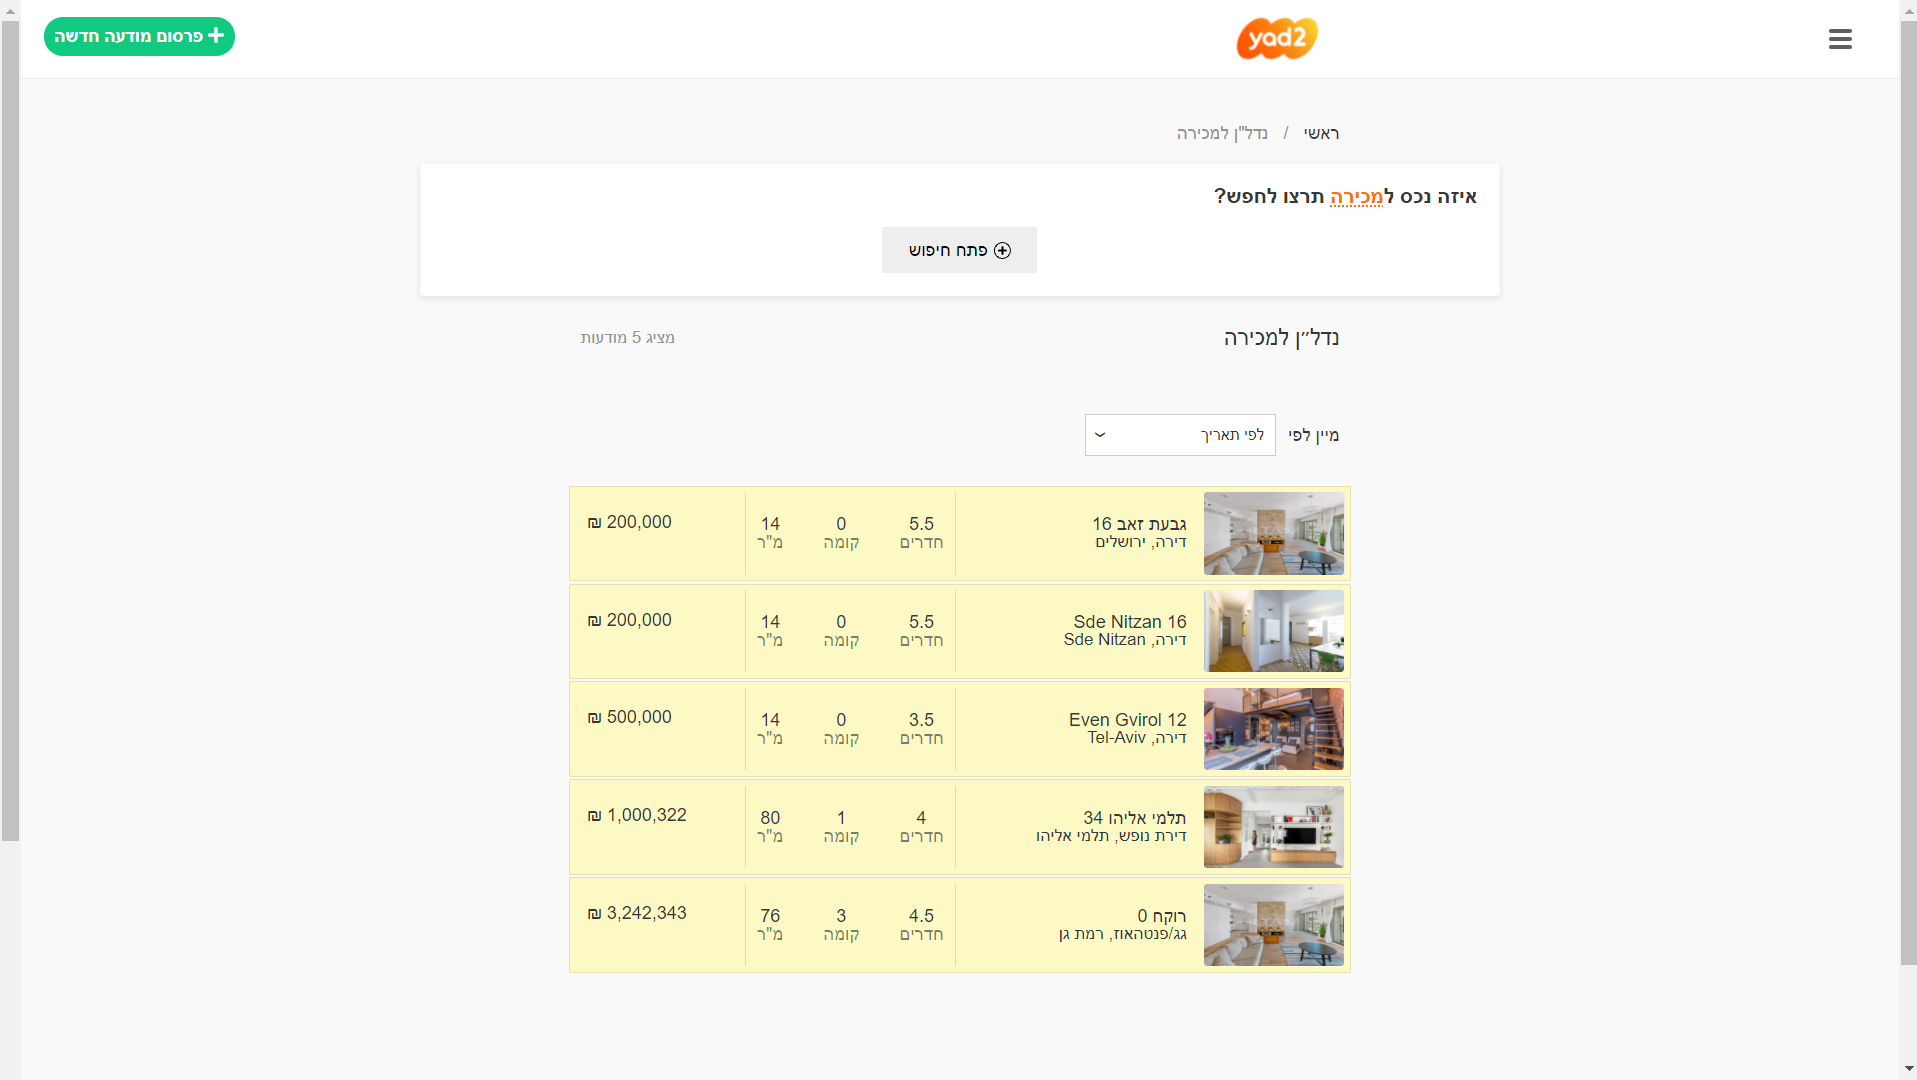 yad2
+ פרסום מודעה חדשה
ראשי / נדל"ן למכירה
איזה נכס למכירה תרצו לחפש?
פתח חיפוש
נדל״ן למכירה
מציג 5 מודעות
מיין לפי
לפי תאריך
גבעת זאב 16
דירה, ירושלים
5.5 0 14
חדרים קומה מ"ר
200,000 ₪
Sde Nitzan 16
דירה, Sde Nitzan
5.5 0 14
חדרים קומה מ"ר
200,000 ₪
Even Gvirol 12
דירה, Tel-Aviv
3.5 0 14
חדרים קומה מ"ר
500,000 ₪
תלמי אליהו 34
דירת נופש, תלמי אליהו
4 1 80
חדרים קומה מ"ר
1,000,322 ₪
רוקח 0
גג/פנטהאוז, רמת גן
4.5 3 76
חדרים קומה מ"ר
3,242,343 ₪